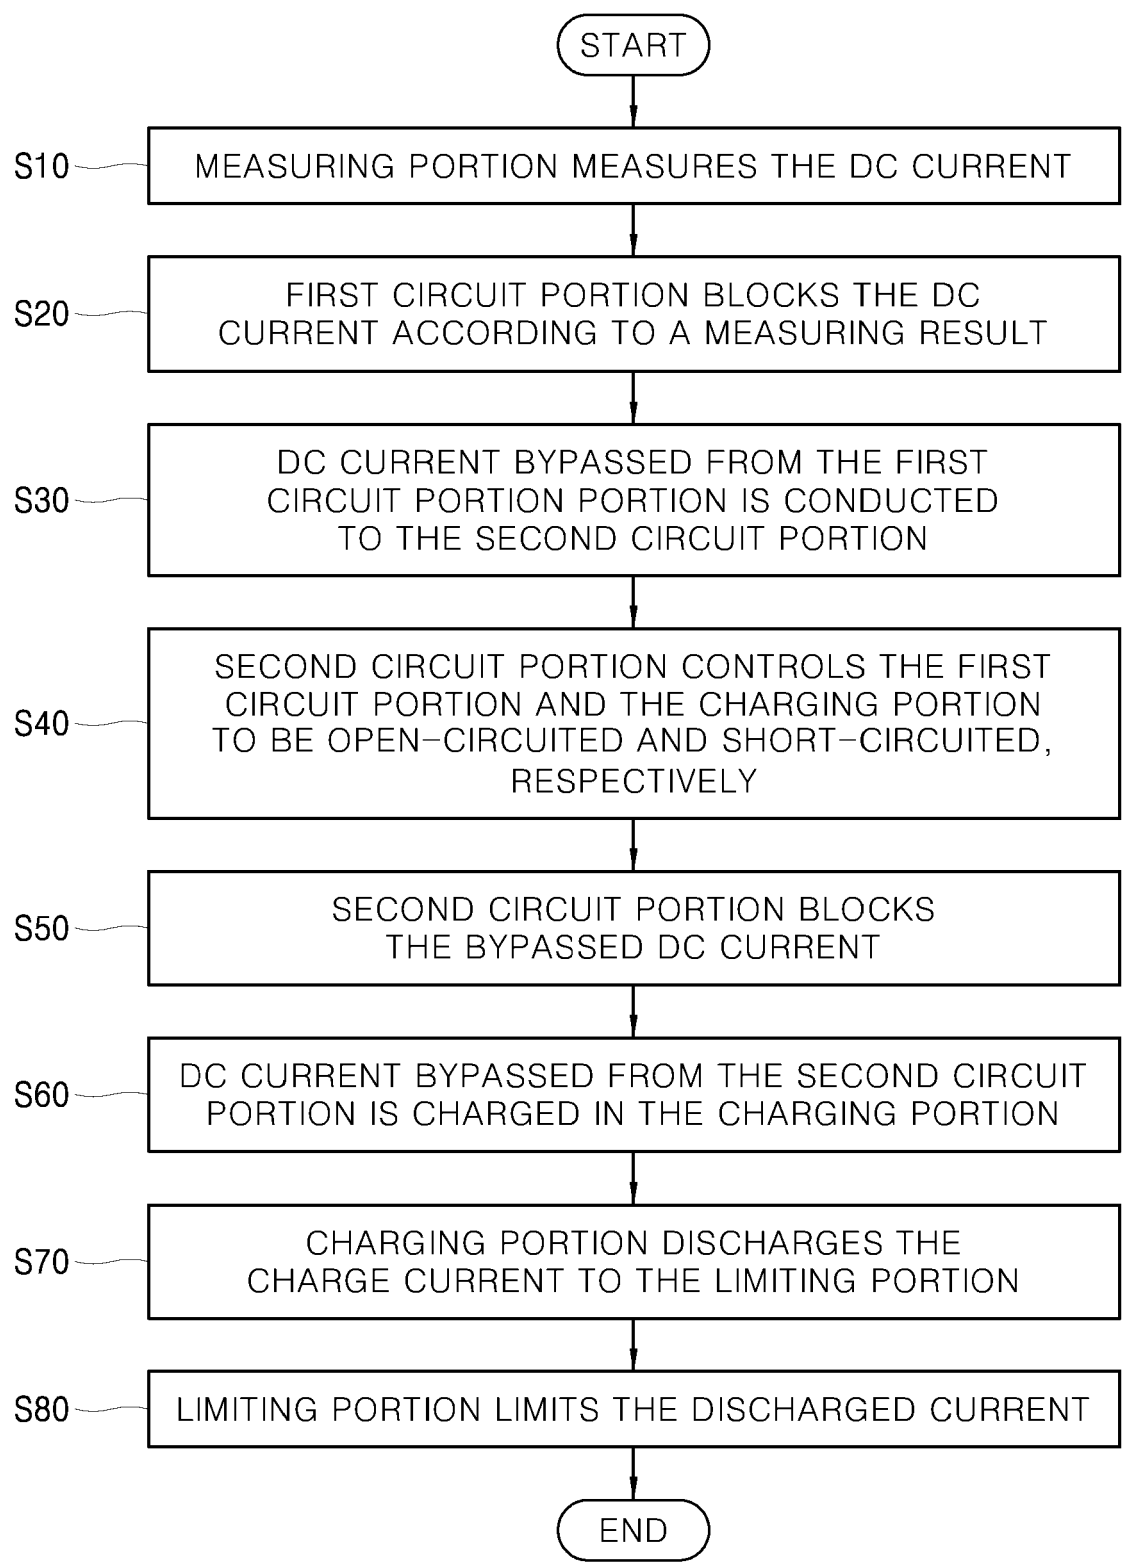 START
S10
MEASURING PORTION MEASURES THE DC CURRENT
S20
FIRST CIRCUIT PORTION BLOCKS THE DC
CURRENT ACCORDING TO A MEASURING RESULT
S30
DC CURRENT BYPASSED FROM THE FIRST
CIRCUIT PORTION PORTION IS CONDUCTED
TO THE SECOND CIRCUIT PORTION
S40
SECOND CIRCUIT PORTION CONTROLS THE FIRST
CIRCUIT PORTION AND THE CHARGING PORTION
TO BE OPEN-CIRCUITED AND SHORT-CIRCUITED,
RESPECTIVELY
S50
SECOND CIRCUIT PORTION BLOCKS
THE BYPASSED DC CURRENT
S60
DC CURRENT BYPASSED FROM THE SECOND CIRCUIT
PORTION IS CHARGED IN THE CHARGING PORTION
S70
CHARGING PORTION DISCHARGES THE
CHARGE CURRENT TO THE LIMITING PORTION
S80
LIMITING PORTION LIMITS THE DISCHARGED CURRENT
END